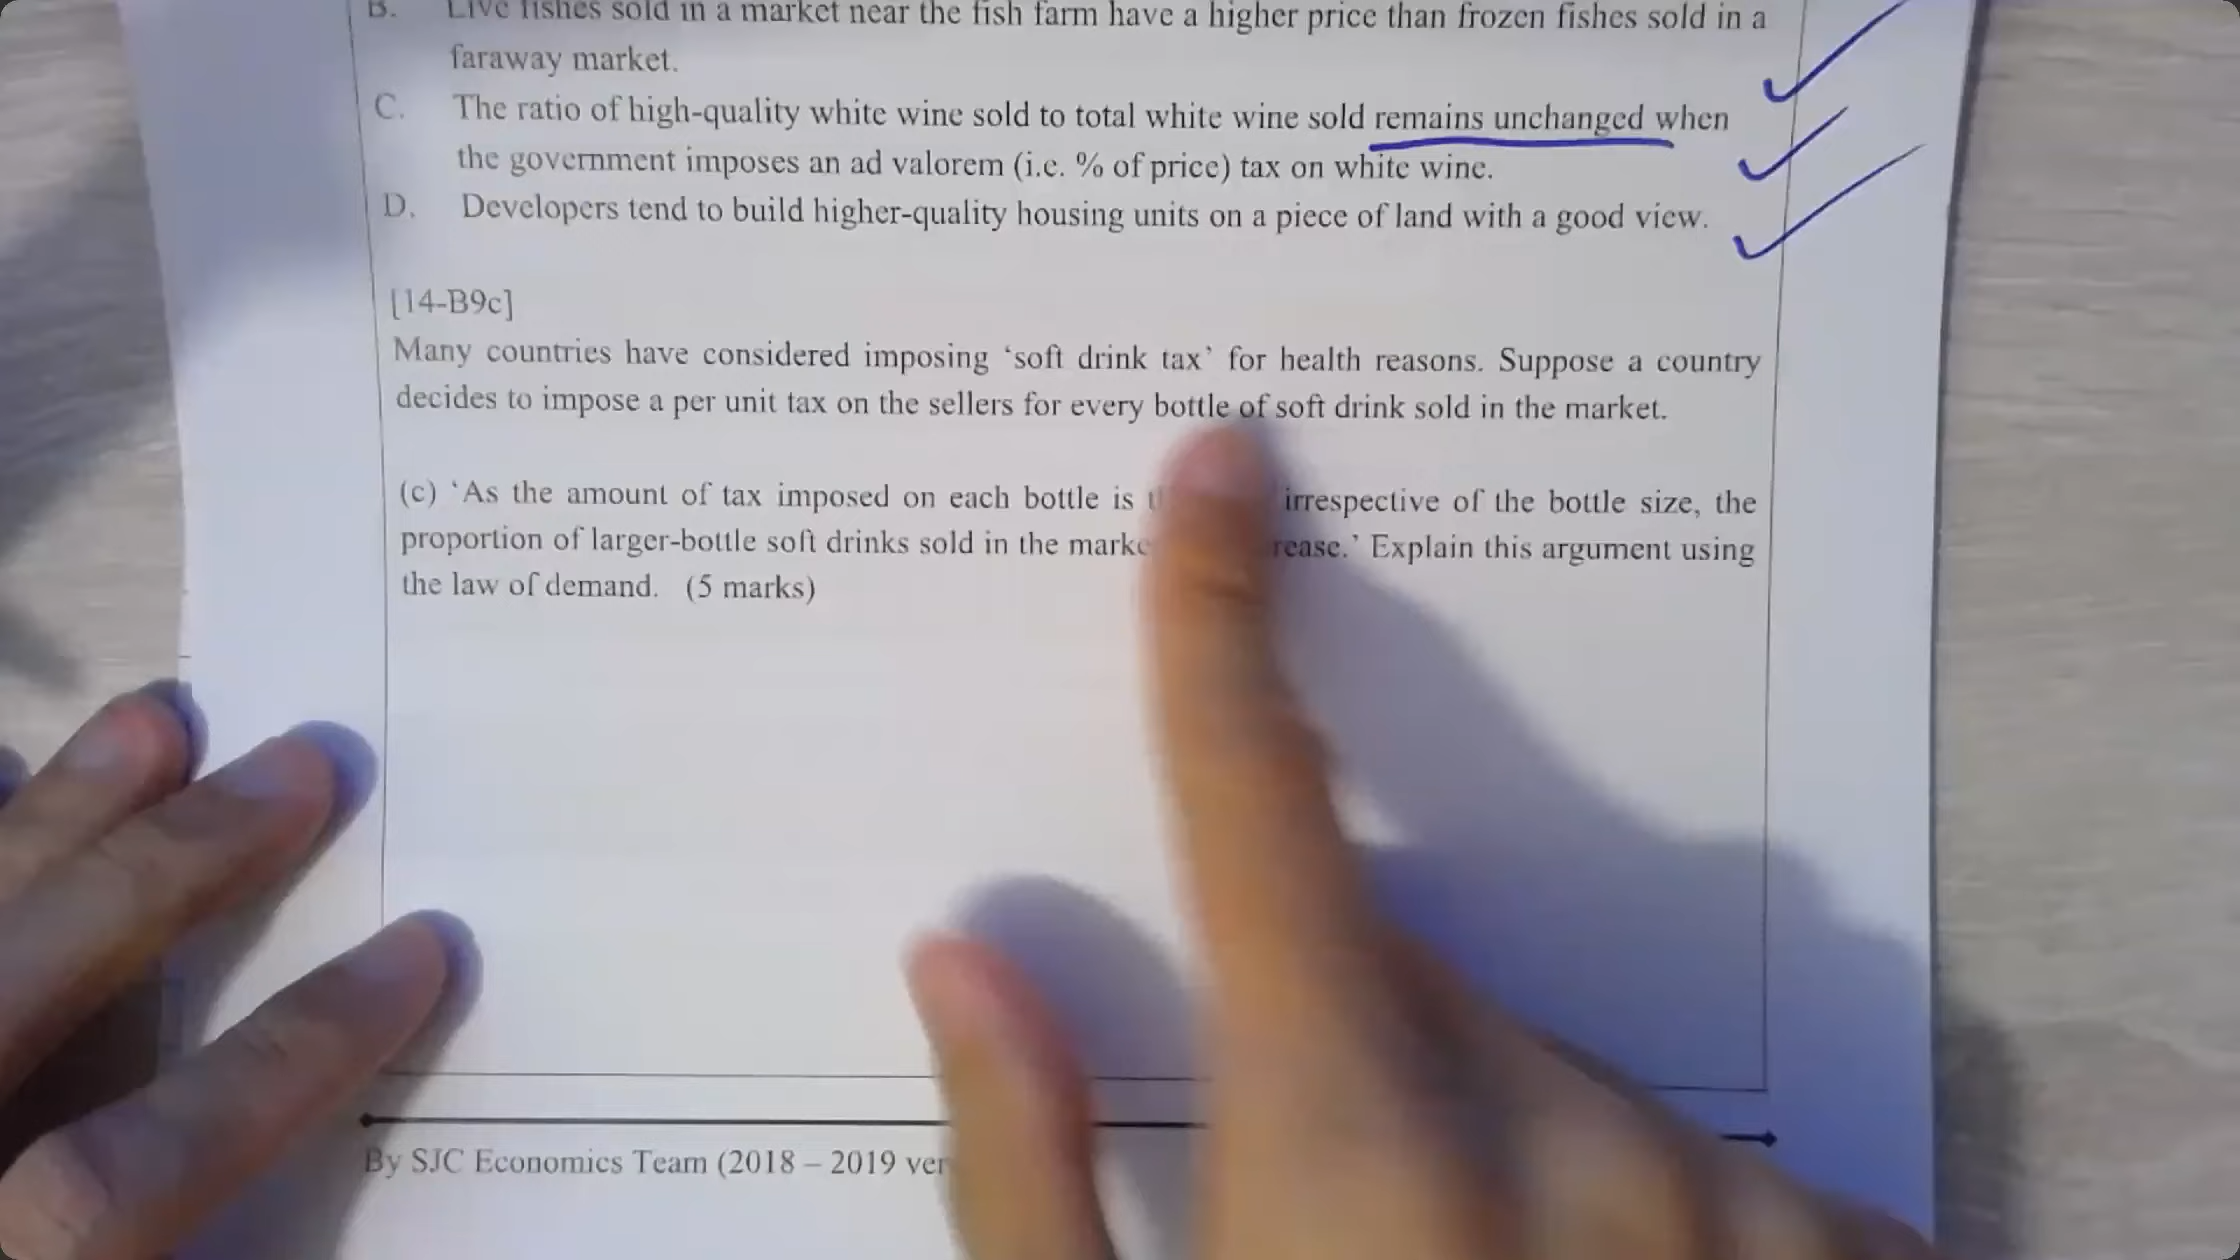 B. Live fishes sold in a market near the fish farm have a higher price than frozen fishes sold in a
faraway market.
C. The ratio of high-quality white wine sold to total white wine sold remains unchanged when
the government imposes an ad valorem (i.e. % of price) tax on white wine.
D. Developers tend to build higher-quality housing units on a piece of land with a good view.
[14-B9c]
Many countries have considered imposing ‘soft drink tax’ for health reasons. Suppose a country
decides to impose a per unit tax on the sellers for every bottle of soft drink sold in the market.
(c) ‘As the amount of tax imposed on each bottle is irrespective of the bottle size, the
proportion of larger-bottle soft drinks sold in the Explain this argument using
the law of demand. (5 marks)
By SJC Economics Team (2018 – 2019